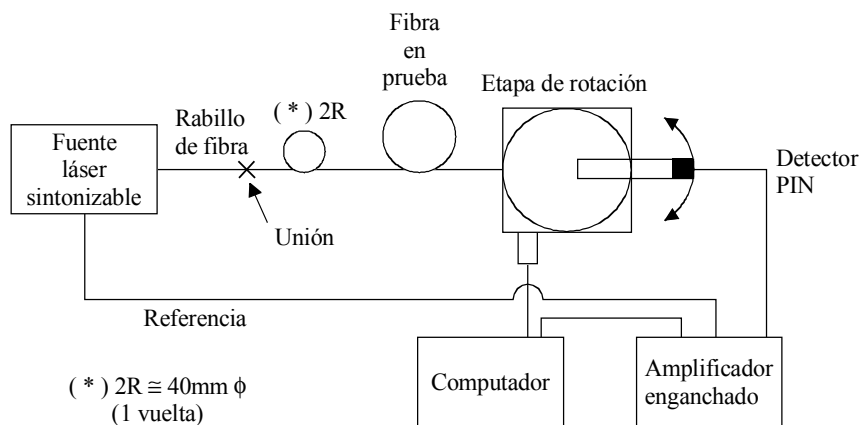 Fibra
en
prueba
Etapa de rotación
( * ) 2R
Rabillo
de fibra
Fuente
láser
sintonizable
Detector
PIN
Unión
Referencia
Computador
Amplificador
enganchado
( * ) 2R ≅ 40mm ϕ
(1 vuelta)